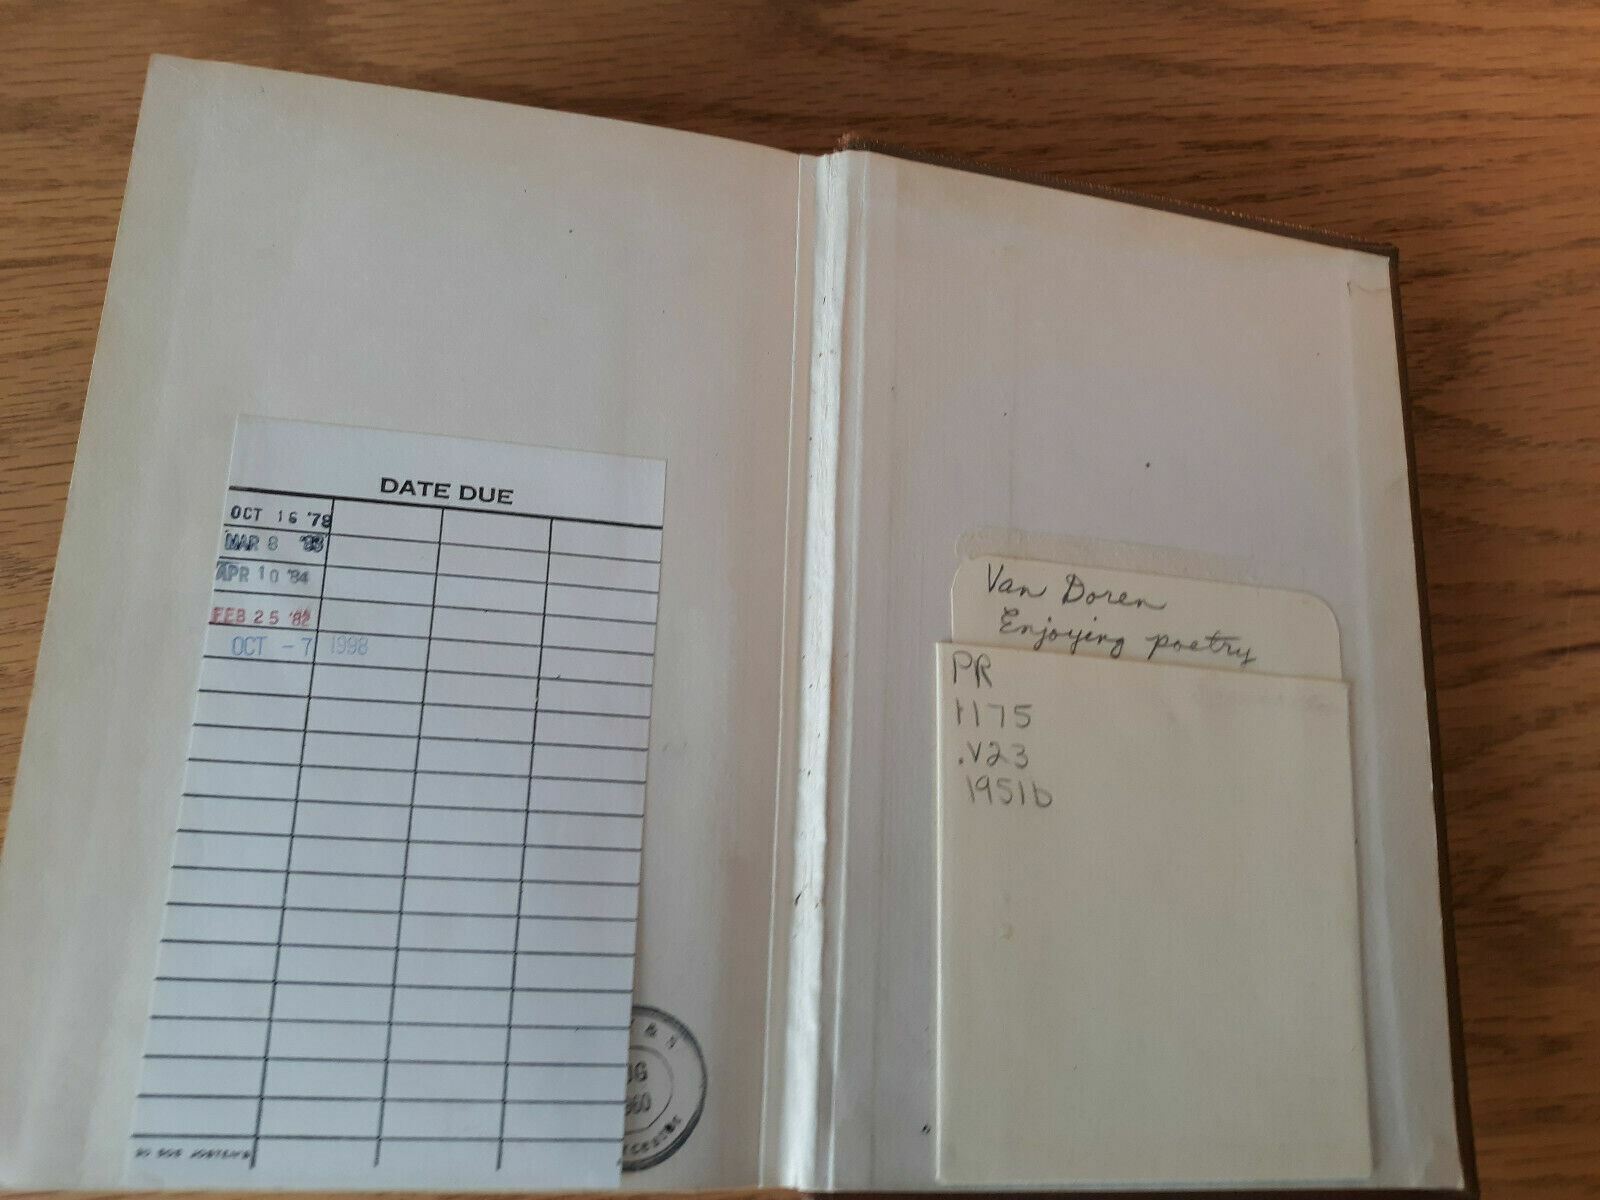 DATE DUE
OCT 16 '78
MAR 8 '83
APR 10 '84
FEB 25
OCT -7 1998
& S
Van Doren
Enjoying poetry
PR
1175
.V23
1951b